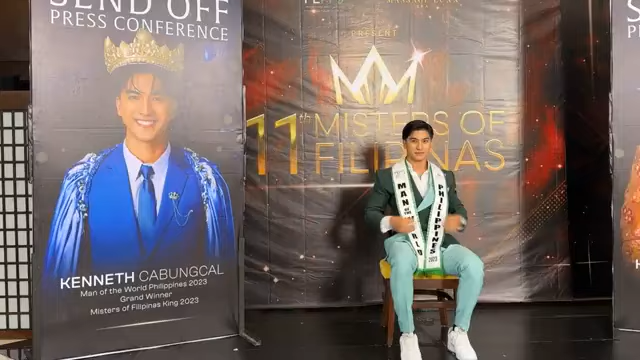 SEND OFF
PRESS CONFERENCE
KENNETH CABUNGCAL
Man of the World Philippines 2023
Grand Winner
Misters of Filipinas King 2023
PRESENT
11th MISTERS OF
FILIPINAS
MAN OF THE WORLD
PHILIPPINES
2023